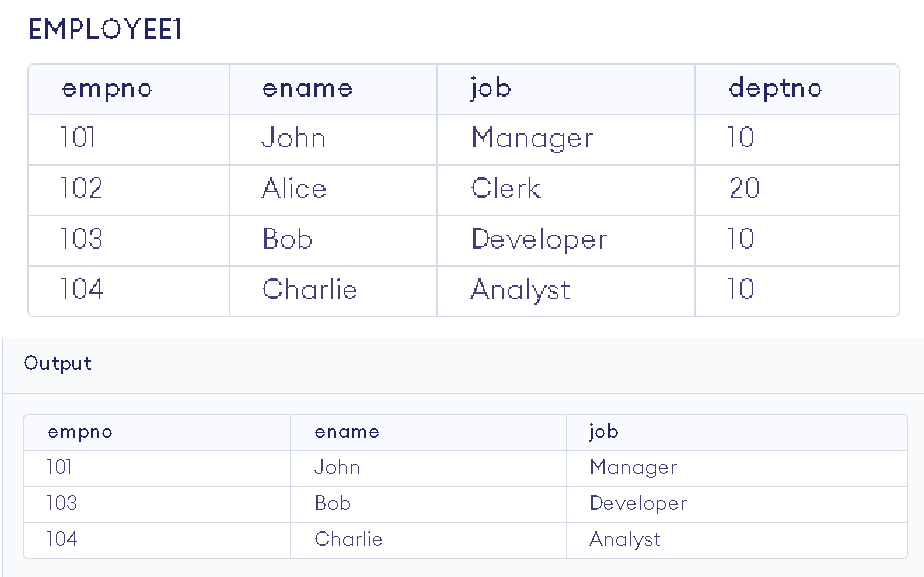 EMPLOYEE1
empno ename job deptno
101 John Manager 10
102 Alice Clerk 20
103 Bob Developer 10
104 Charlie Analyst 10
Output
empno ename job
101 John Manager
103 Bob Developer
104 Charlie Analyst